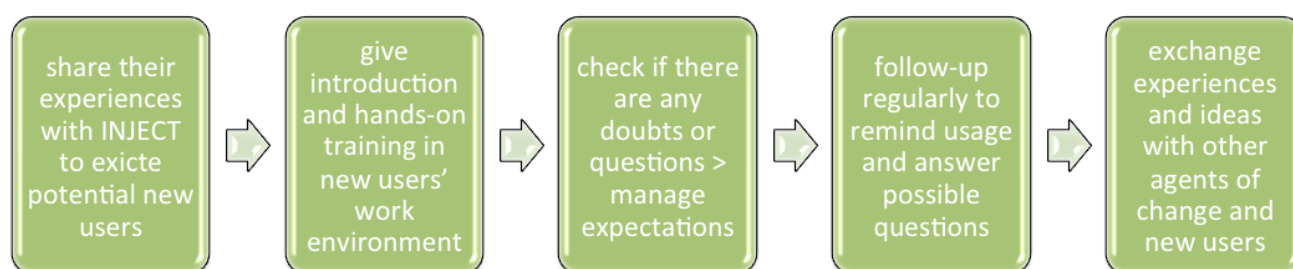 share their
experiences
with INJECT
to exicte
potential new
users
give
introduction
and hands-on
training in
new users’
work
environment
check if there
are any
doubts or
questions >
manage
expectations
follow-up
regularly to
remind usage
and answer
possible
questions
exchange
experiences
and ideas
with other
agents of
change and
new users